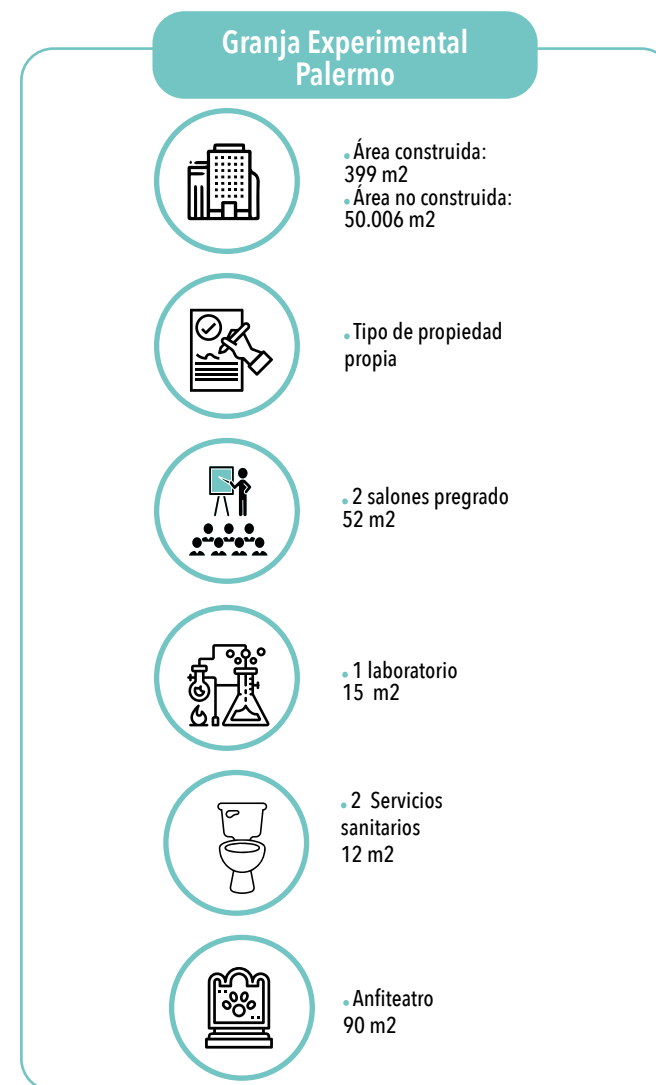 Granja Experimental
Palermo
• Área construida:
399 m2
• Área no construida:
50.006 m2
• Tipo de propiedad
propia
• 2 salones pregrado
52 m2
• 1 laboratorio
15 m2
• 2 Servicios
sanitarios
12 m2
• Anfiteatro
90 m2